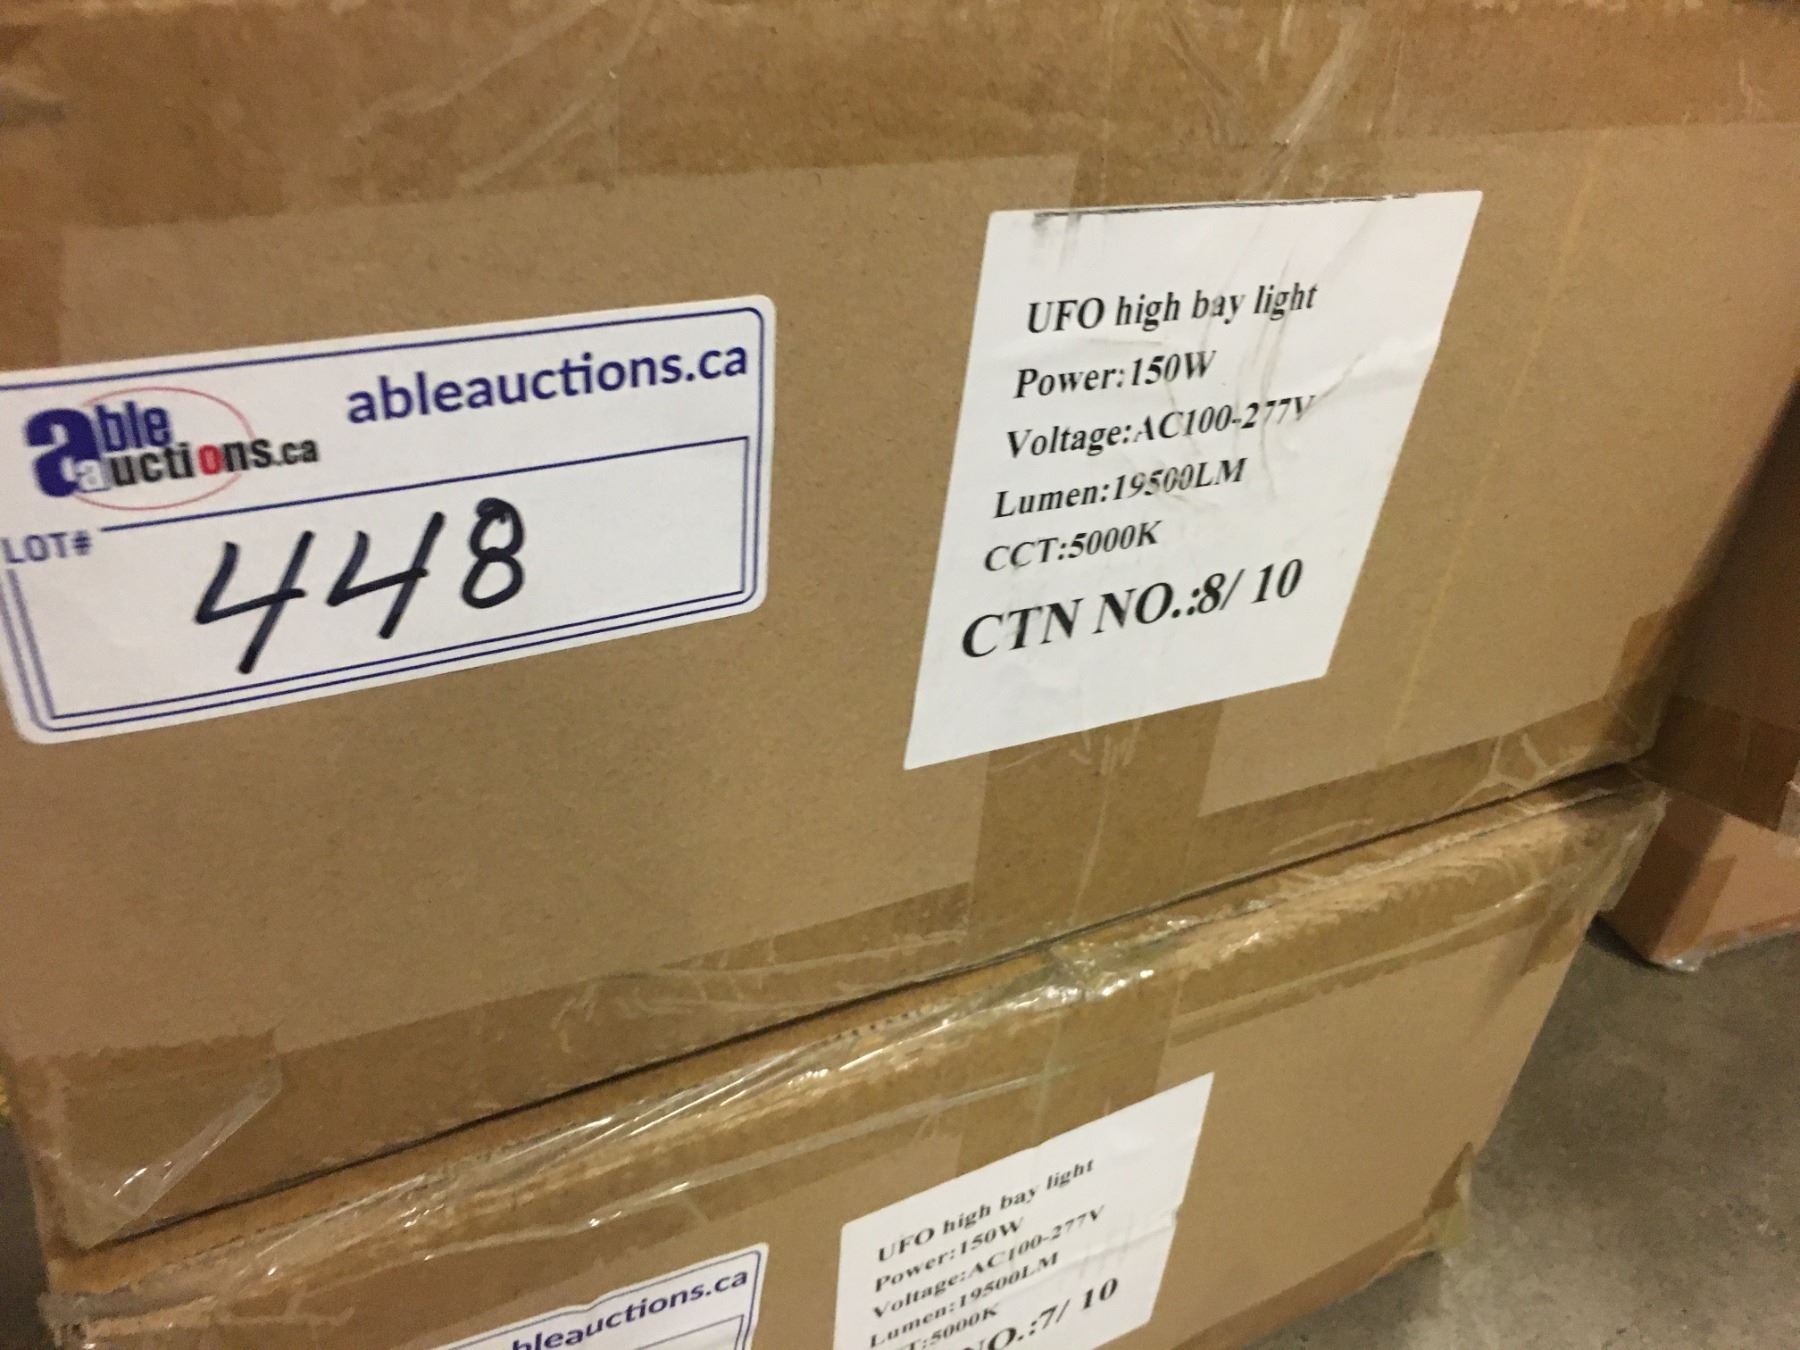 able
auctions.ca
ableauctions.ca
LOT#
448
UFO high bay light
Power:150W
Voltage:AC100-277V
Lumen:19500LM
CCT:5000K
CTN NO.:8/ 10
bleauctions.ca
UFO high bay light
Power:150W
Voltage:AC100-277V
Lumen:19500LM
T:5000K
NO.:7/ 10